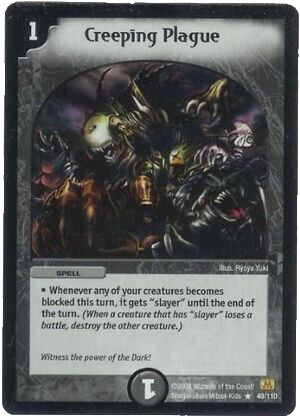 1 Creeping Plague
Illus. Ryoya Yuki
SPELL
■ Whenever any of your creatures becomes
blocked this turn, it gets “slayer” until the end of
the turn. (When a creature that has “slayer” loses a
battle, destroy the other creature.)
Witness the power of the Dark!
1
©2004 Wizards of the Coast/
Shogakukan/Mitsui-Kids ★ 49/110